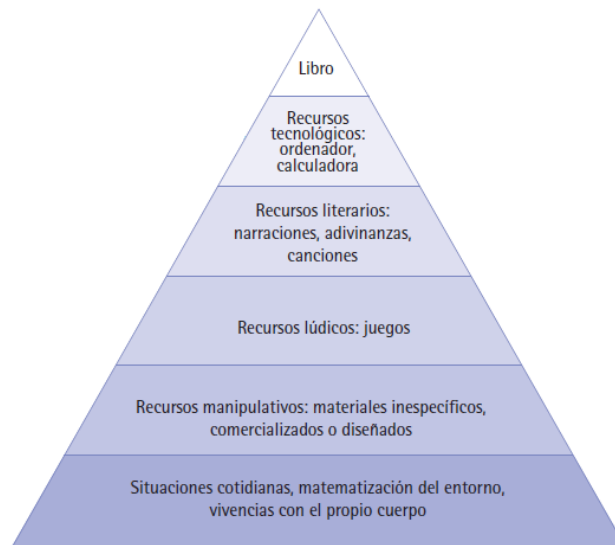 Libro
Recursos
tecnológicos:
ordenador,
calculadora
Recursos literarios:
narraciones, adivinanzas,
canciones
Recursos lúdicos: juegos
Recursos manipulativos: materiales inespecíficos,
comercializados o diseñados
Situaciones cotidianas, matematización del entorno,
vivencias con el propio cuerpo